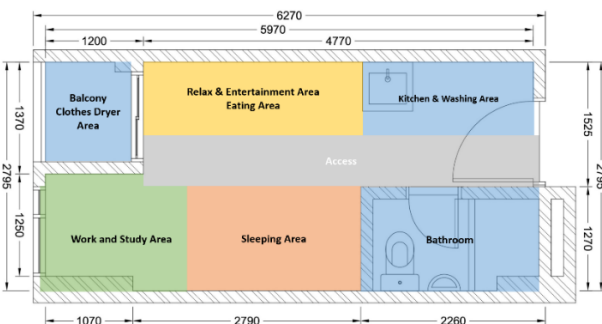 6270
5970
1200
4770
Balcony
Clothes Dryer
Area
Relax & Entertainment Area
Eating Area
Kitchen & Washing Area
1370
2795
1525
2795
Access
1250
Work and Study Area
Sleeping Area
Bathroom
1270
1070
2790
2260